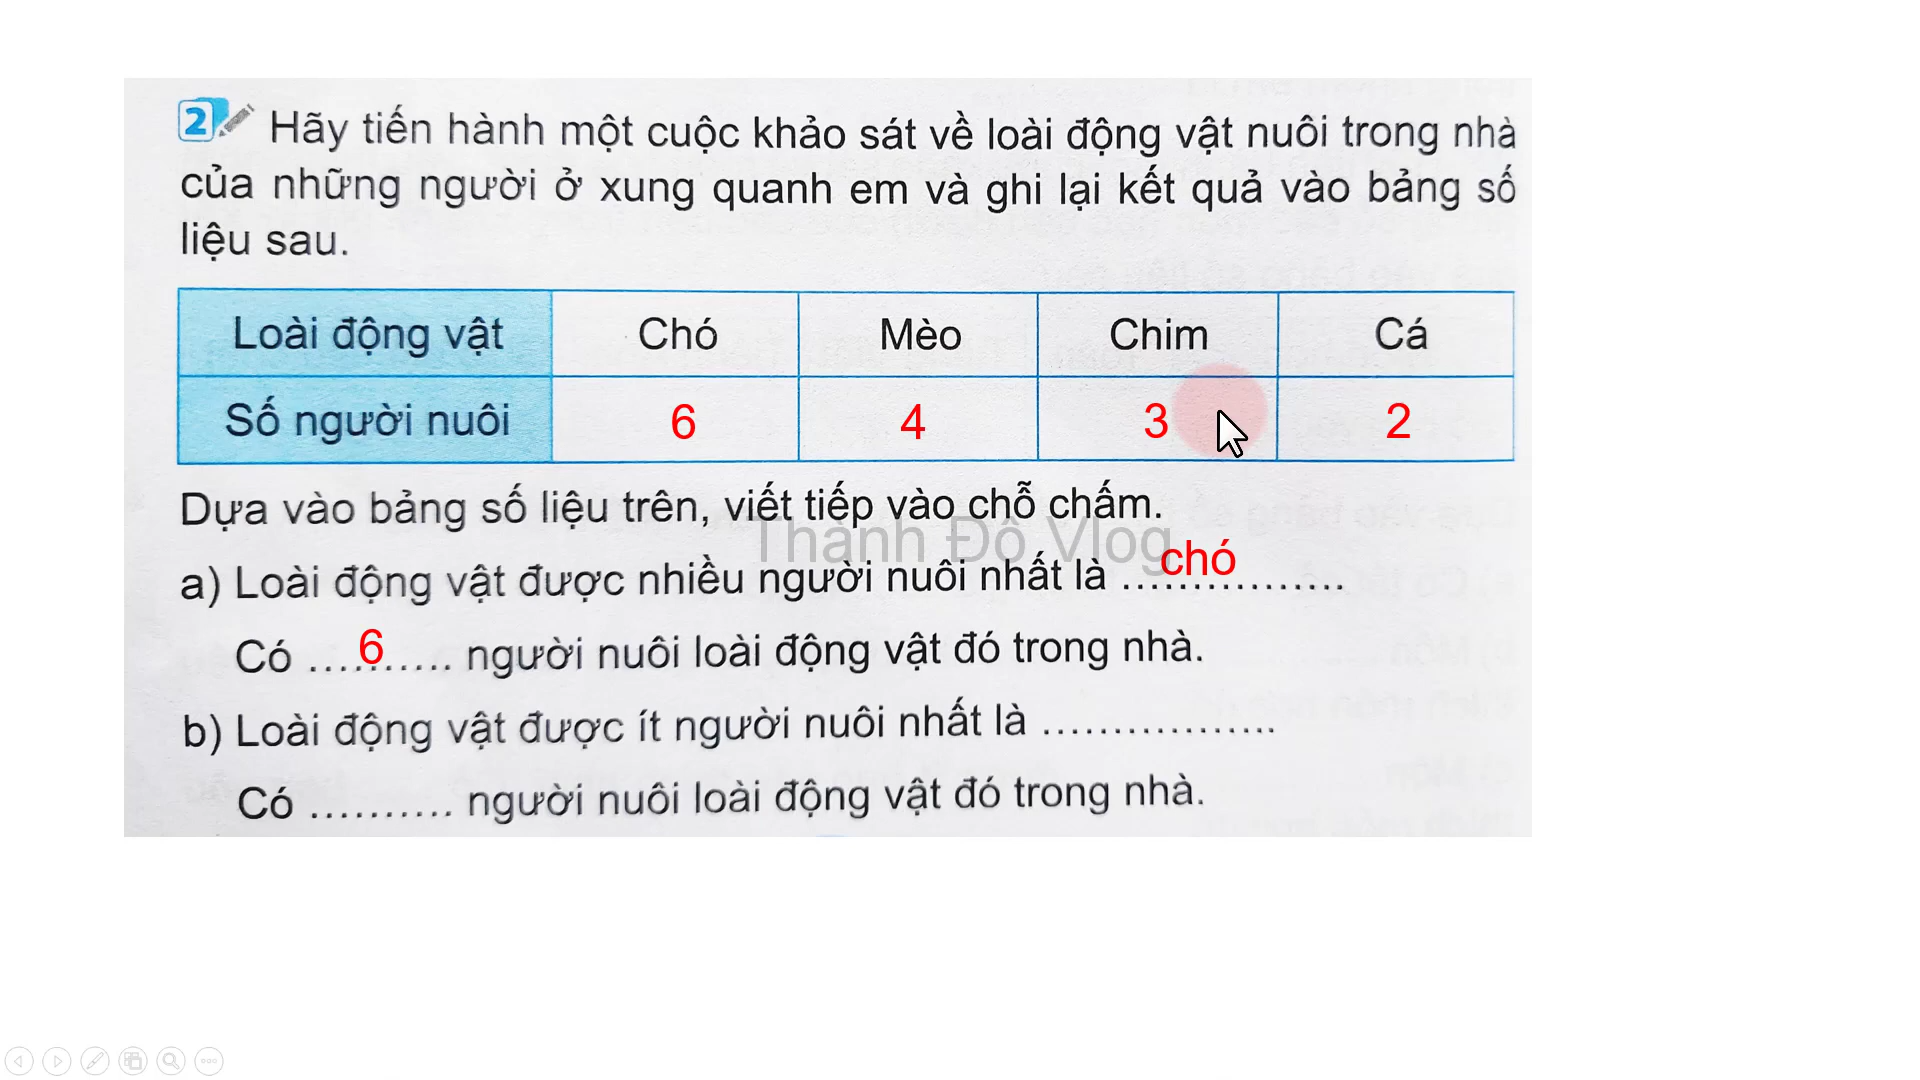 2 Hãy tiến hành một cuộc khảo sát về loài động vật nuôi trong nhà
của những người ở xung quanh em và ghi lại kết quả vào bảng số
liệu sau.
Loài động vật Chó Mèo Chim Cá
Số người nuôi 6 4 3 2
Dựa vào bảng số liệu trên, viết tiếp vào chỗ chấm.
Thành Đô Vlog
a) Loài động vật được nhiều người nuôi nhất là ....chó............
Có ....6...... người nuôi loài động vật đó trong nhà.
b) Loài động vật được ít người nuôi nhất là .................
Có .......... người nuôi loài động vật đó trong nhà.